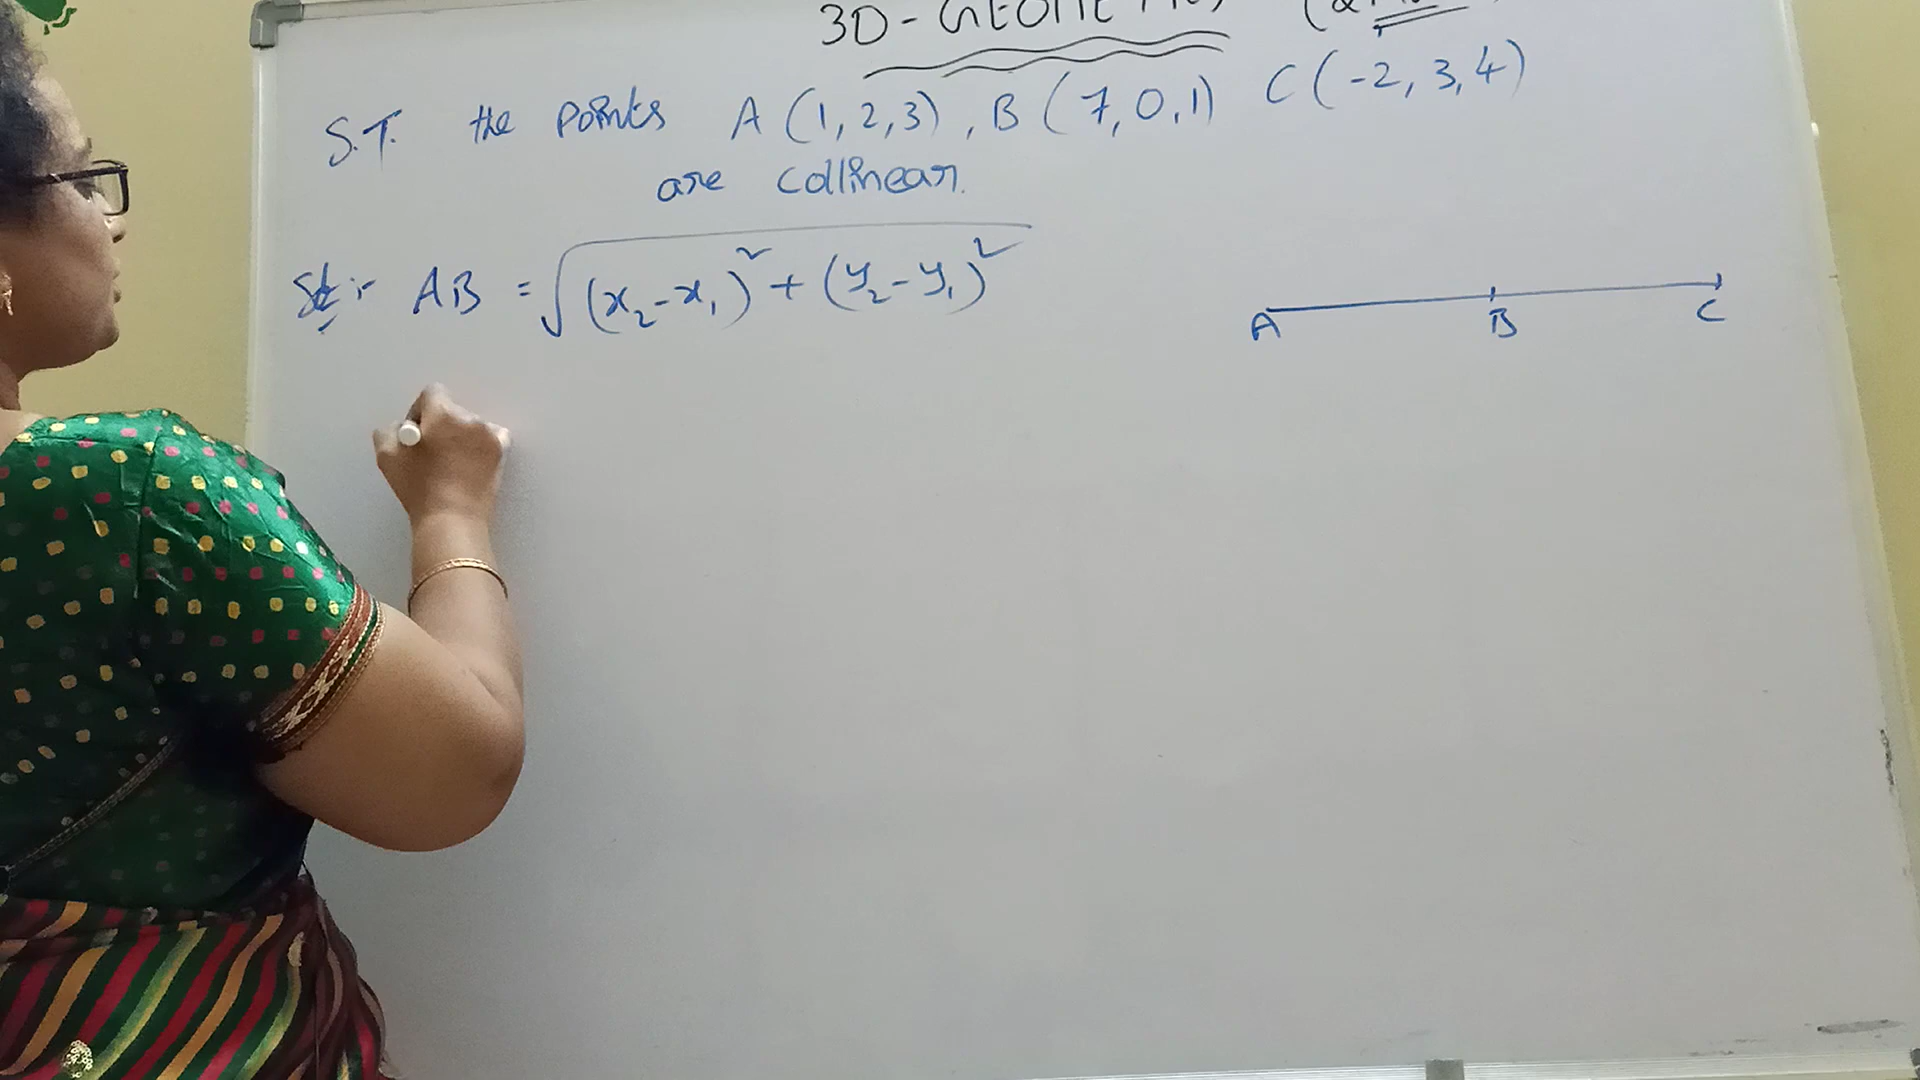 3D-GEOMETRY
S.T. the points A (1,2,3), B (7,0,1) C (-2,3,4)
are collinear.
Sol:- AB = √(x₂-x₁)²+(y₂-y₁)²
A B C